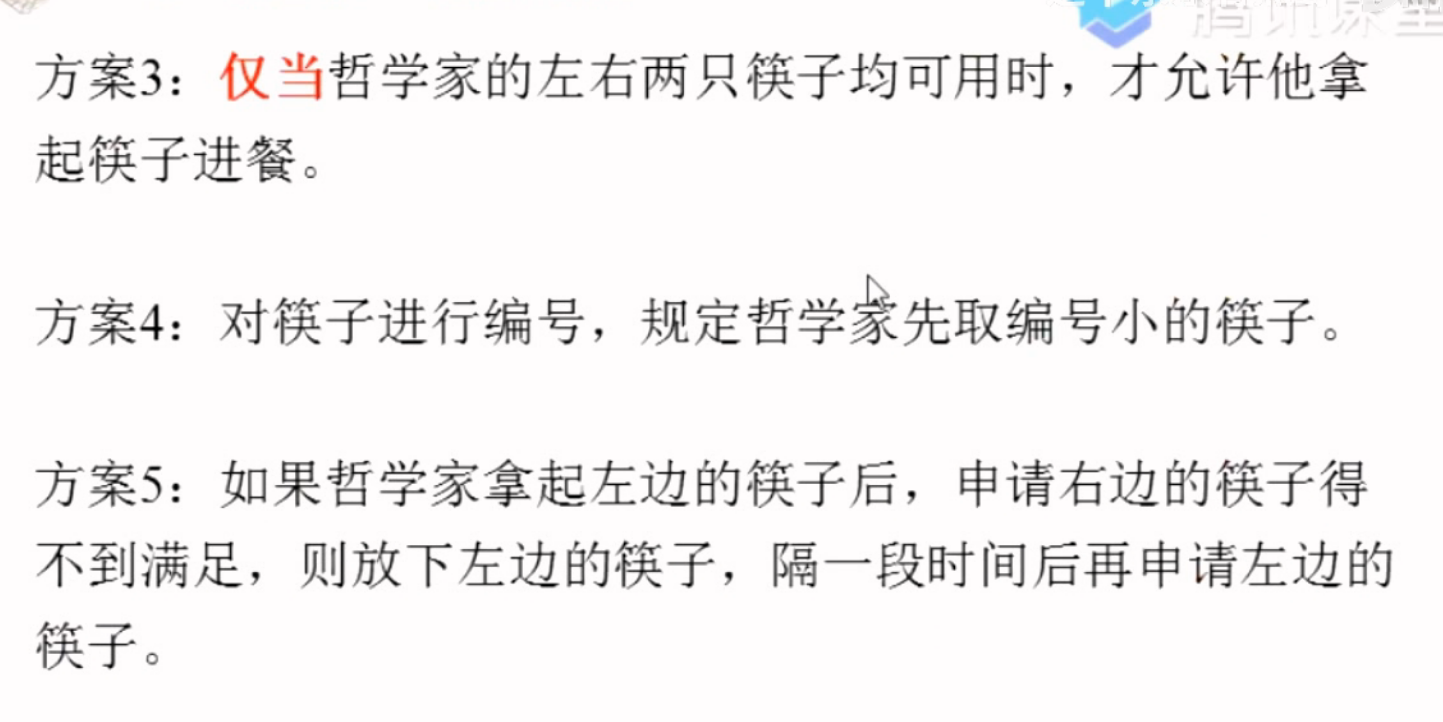 腾讯课堂
方案3：仅当哲学家的左右两只筷子均可用时，才允许他拿
起筷子进餐。
方案4：对筷子进行编号，规定哲学家先取编号小的筷子。
方案5：如果哲学家拿起左边的筷子后，申请右边的筷子得
不到满足，则放下左边的筷子，隔一段时间后再申请左边的
筷子。